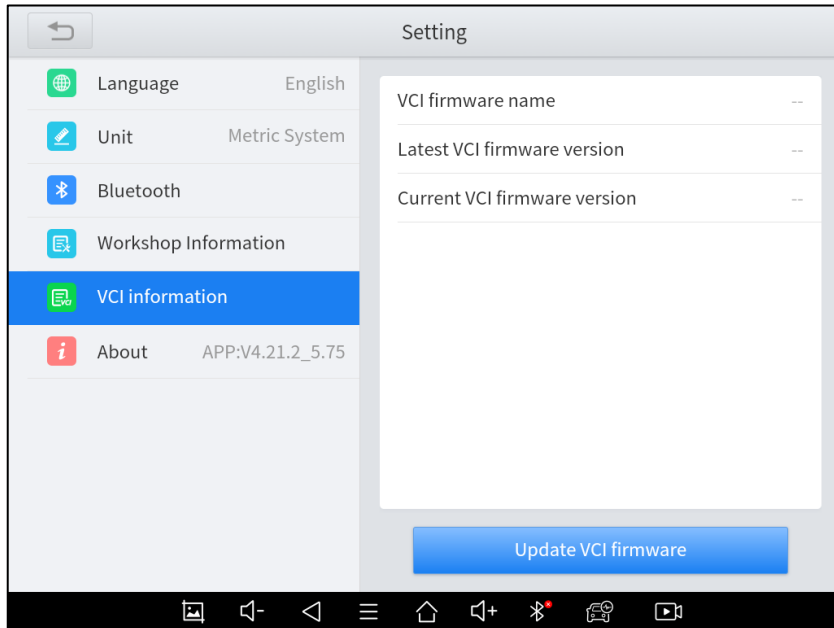 Setting
Language English
Unit Metric System
Bluetooth
Workshop Information
VCI information
About APP:V4.21.2_5.75
VCI firmware name --
Latest VCI firmware version --
Current VCI firmware version --
Update VCI firmware